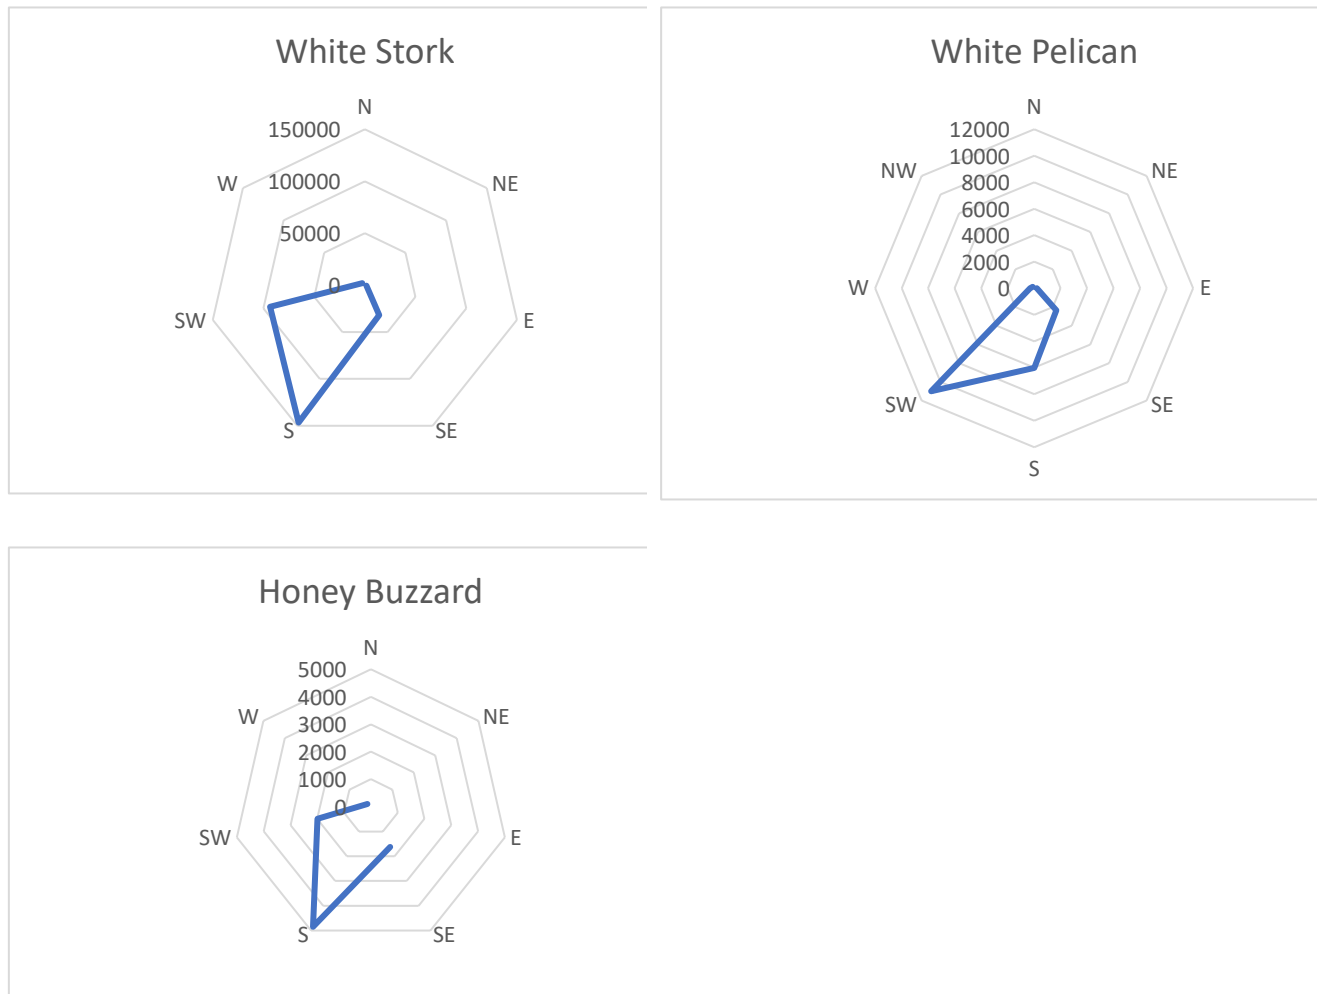 White Stork
N
150000
100000
50000
0
NE
E
SE
S
SW
W
White Pelican
N
12000
10000
8000
6000
4000
2000
0
NE
E
SE
S
SW
W
NW
Honey Buzzard
N
5000
4000
3000
2000
1000
0
NE
E
SE
S
SW
W